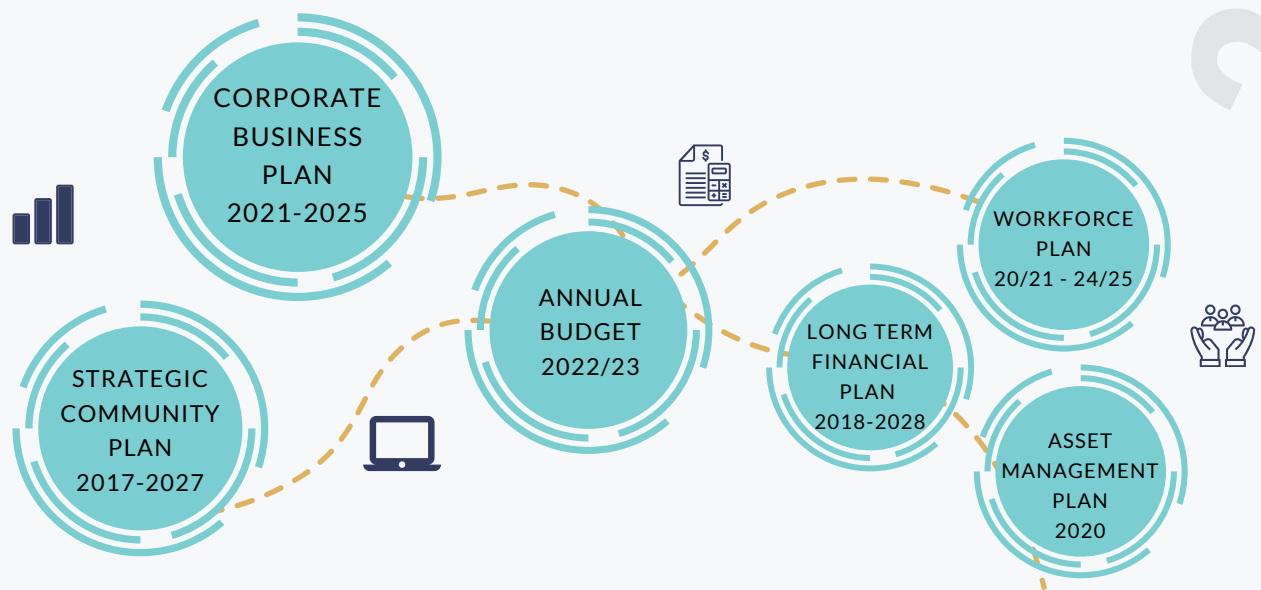 CORPORATE
BUSINESS
PLAN
2021-2025
STRATEGIC
COMMUNITY
PLAN
2017-2027
ANNUAL
BUDGET
2022/23
$
LONG TERM
FINANCIAL
PLAN
2018-2028
WORKFORCE
PLAN
20/21 - 24/25
ASSET
MANAGEMENT
PLAN
2020